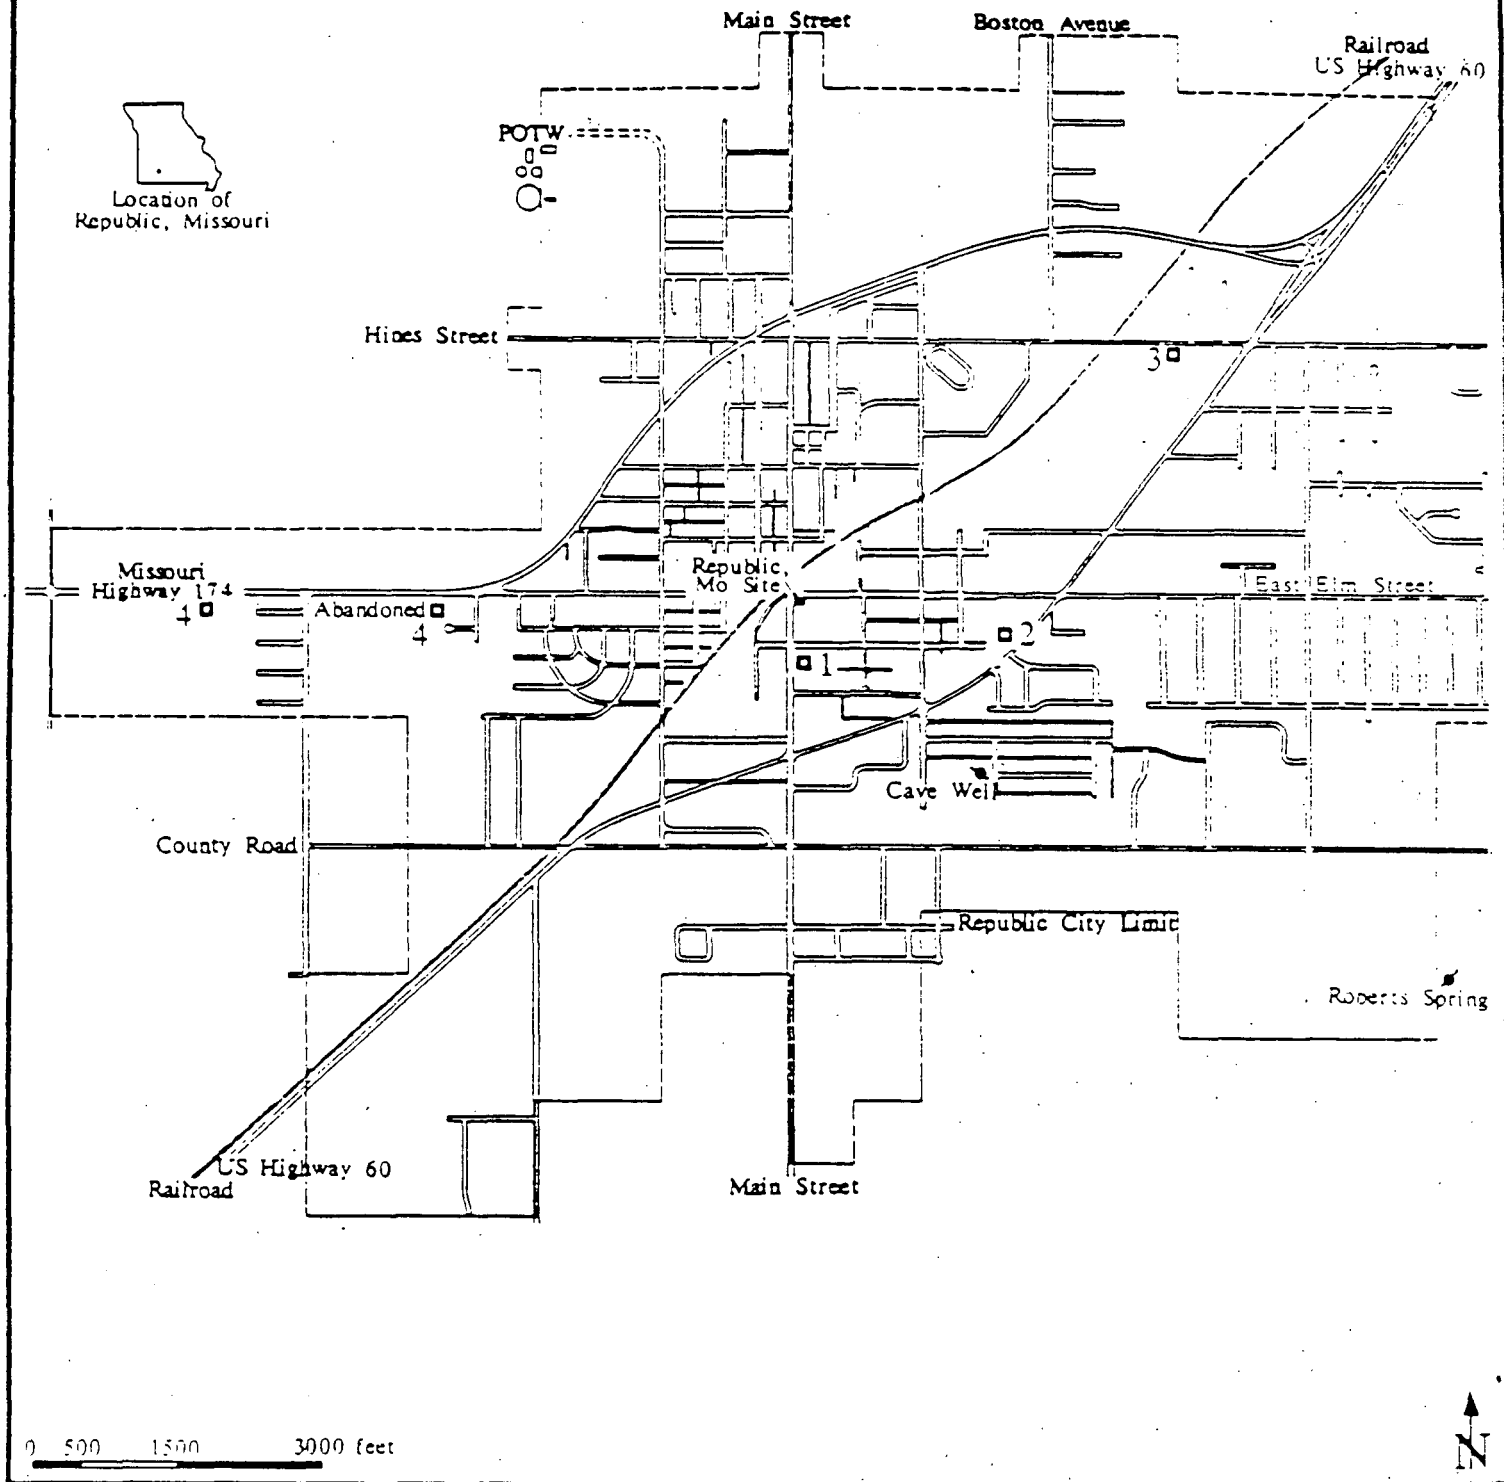 Main Street
Boston Avenue
Railroad
US Highway 60
POTW
Location of
Republic, Missouri
Hines Street
3
Republic,
Mo Site
Missouri
Highway 174
4
Abandoned
4
East Elm Street
2
1
Cave Well
County Road
Republic City Limit
Roberts Spring
US Highway 60
Railroad
Main Street
0 500 1500 3000 feet
N